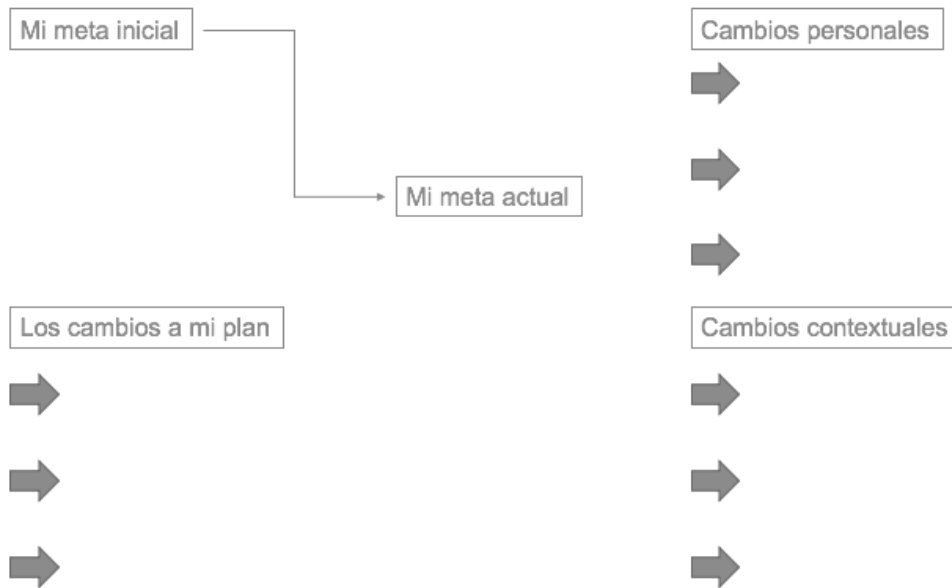 Mi meta inicial
Cambios personales
Mi meta actual
Los cambios a mi plan
Cambios contextuales